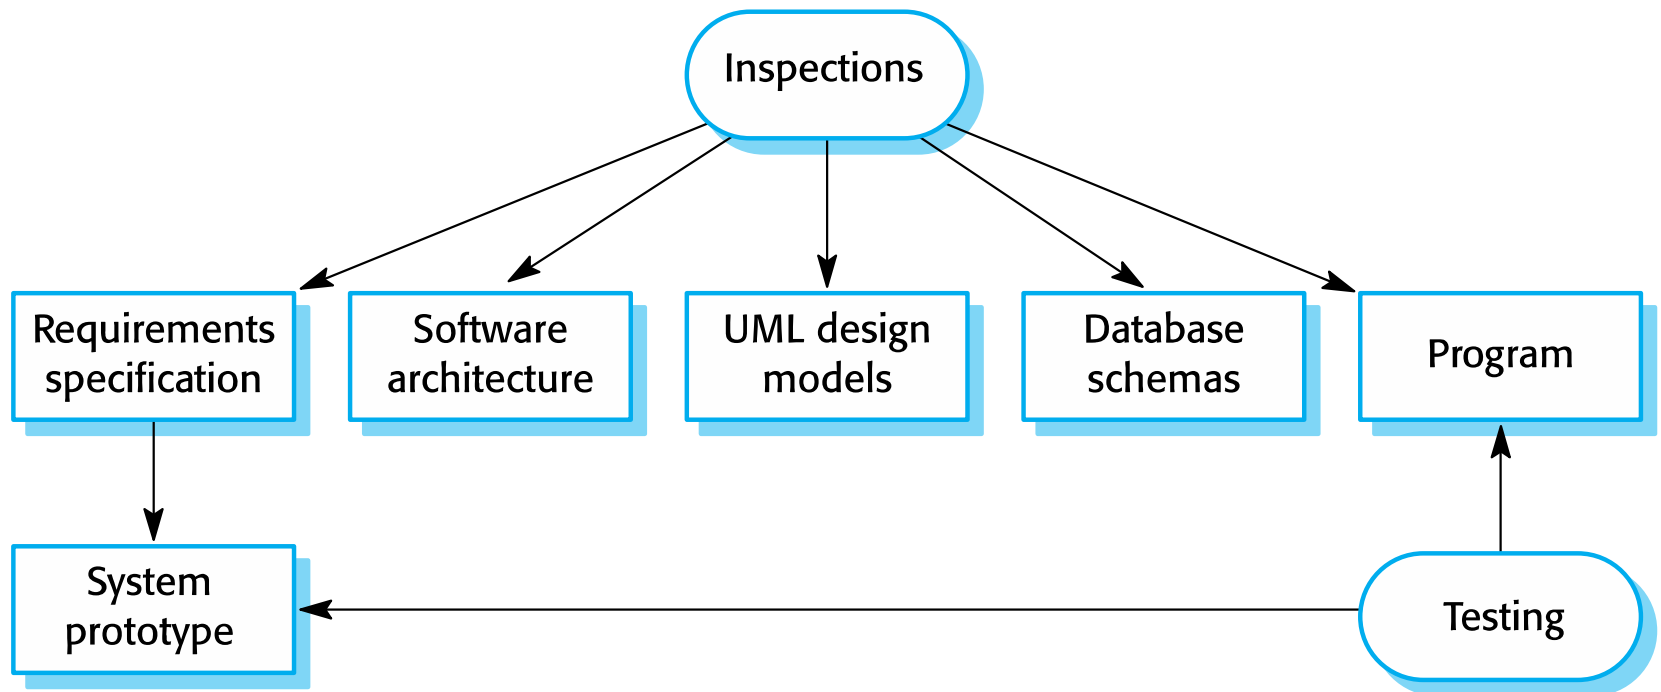 Inspections
Requirements
specification
Software
architecture
UML design
models
Database
schemas
Program
System
prototype
Testing